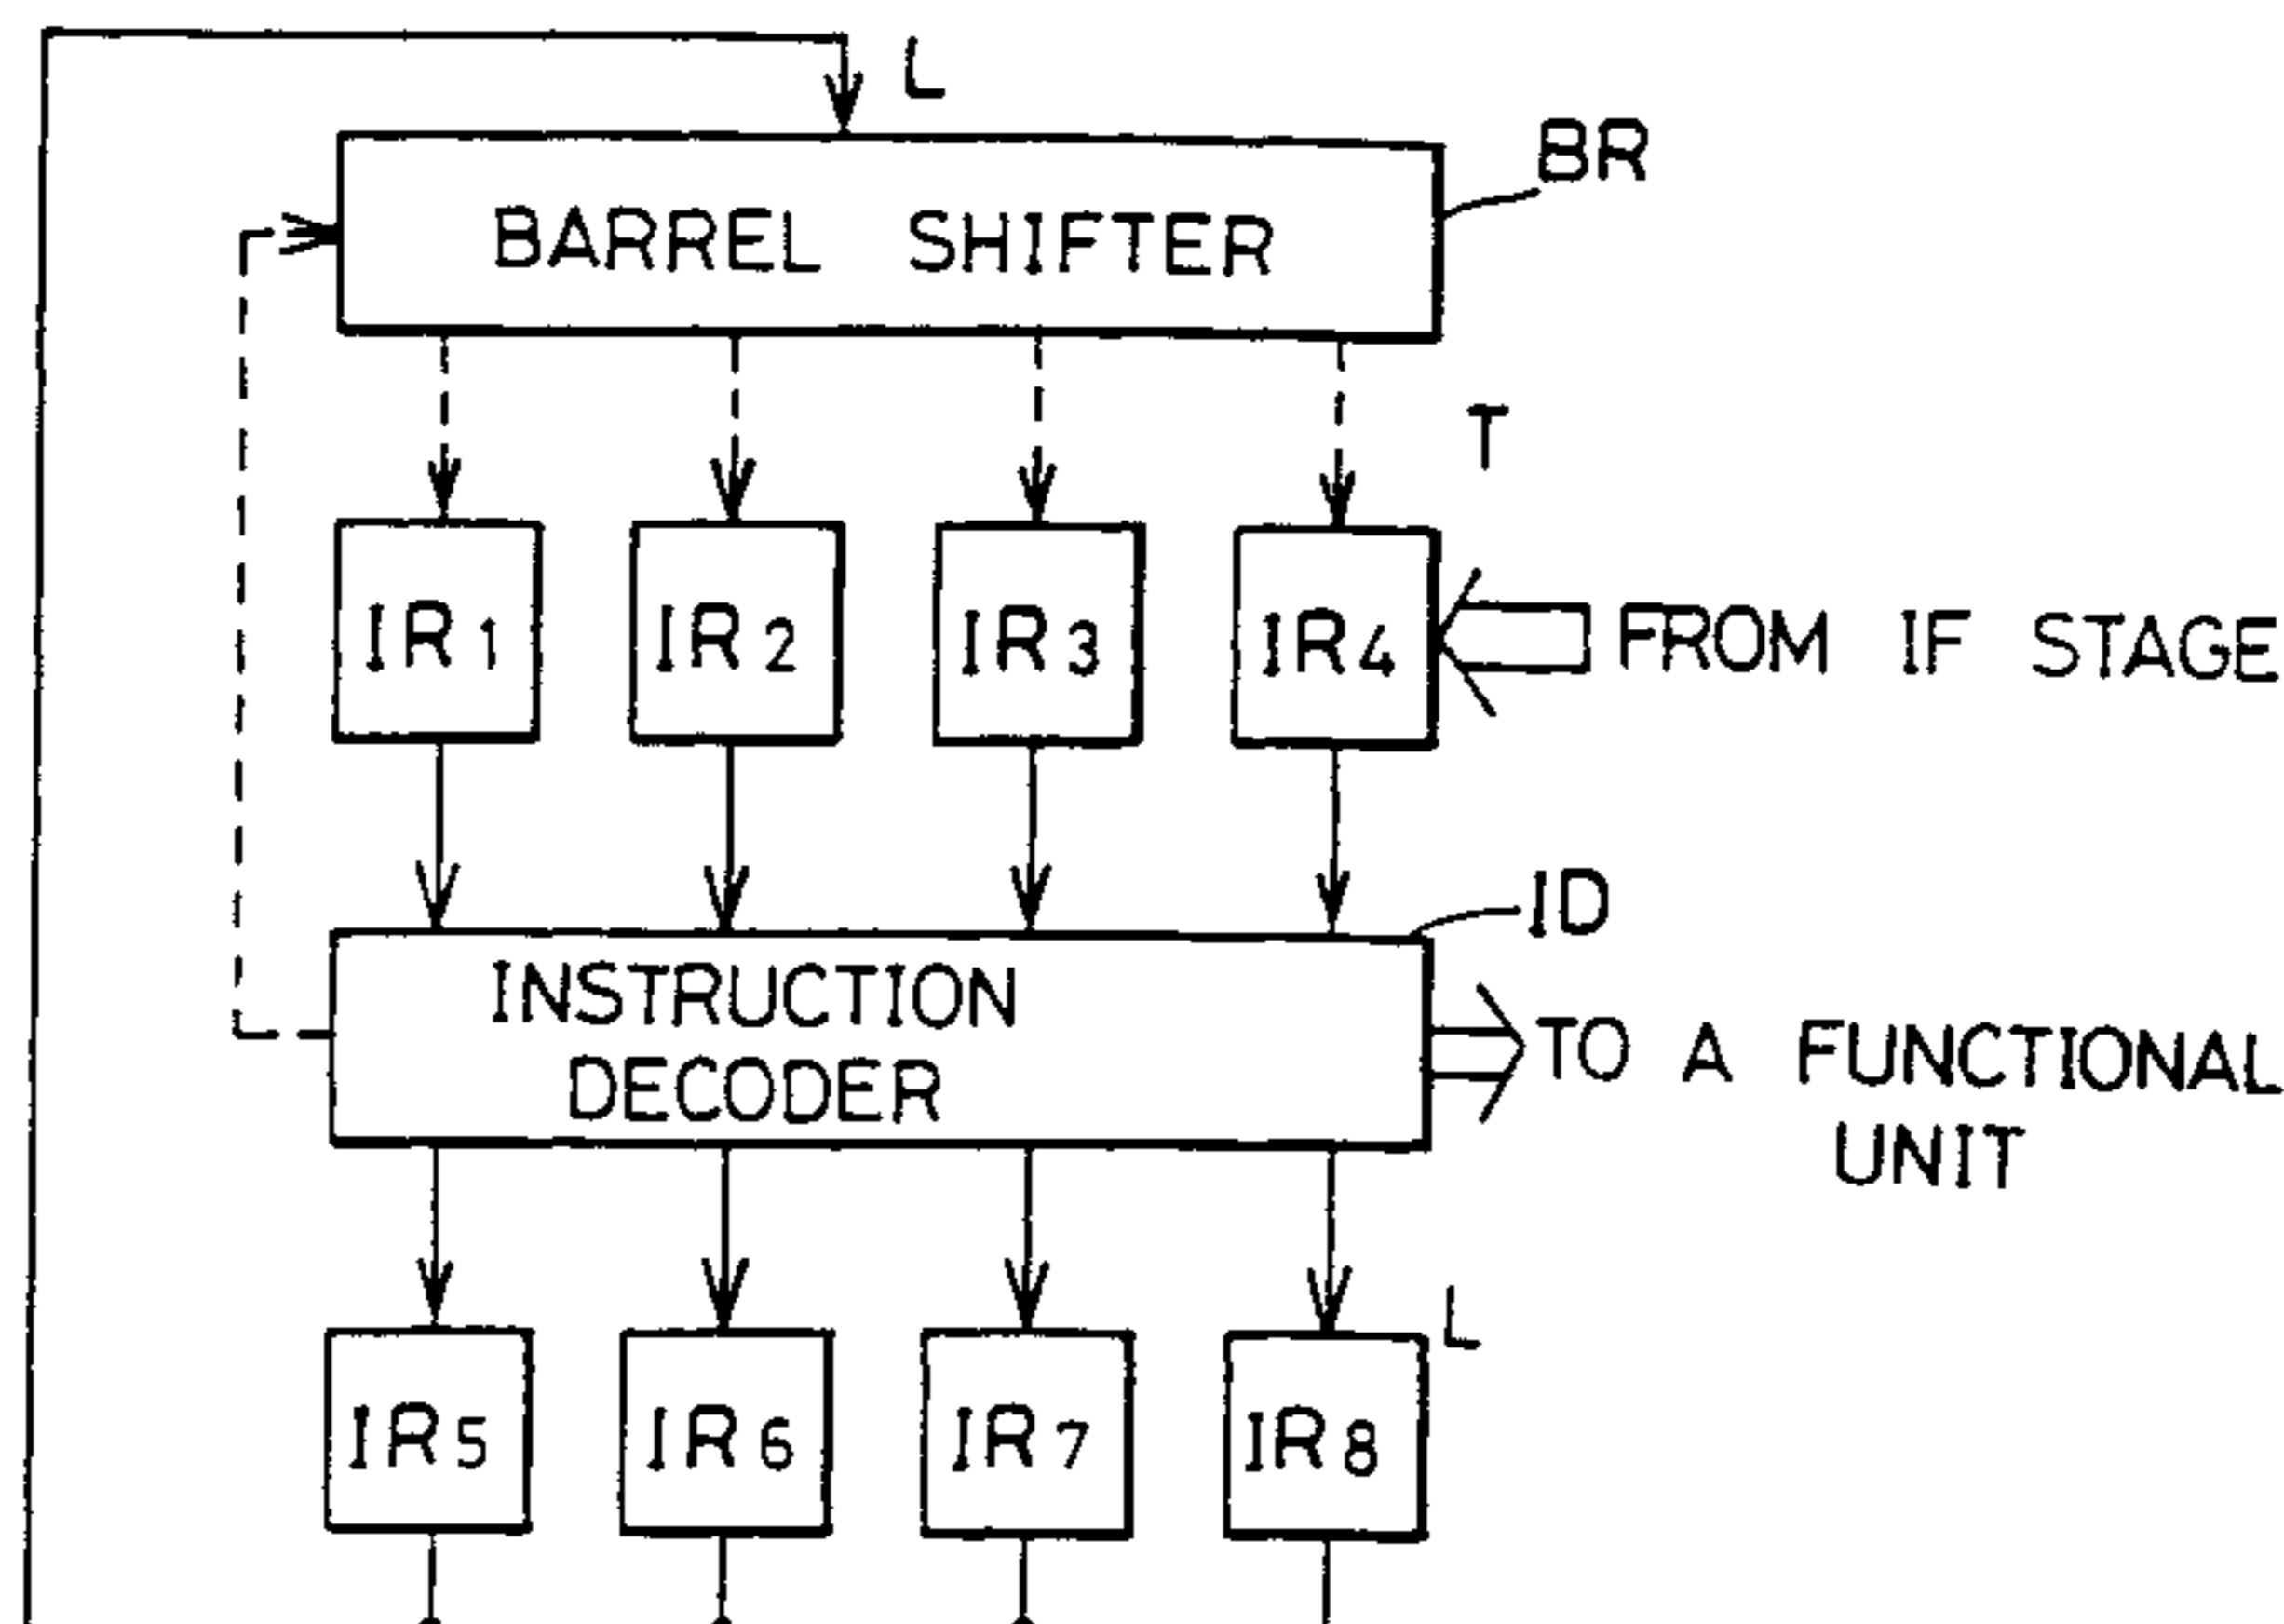 L
BR
BARREL SHIFTER
T
IR1 IR2 IR3 IR4 FROM IF STAGE
ID
INSTRUCTION
DECODER
TO A FUNCTIONAL
UNIT
L
IR5 IR6 IR7 IR8